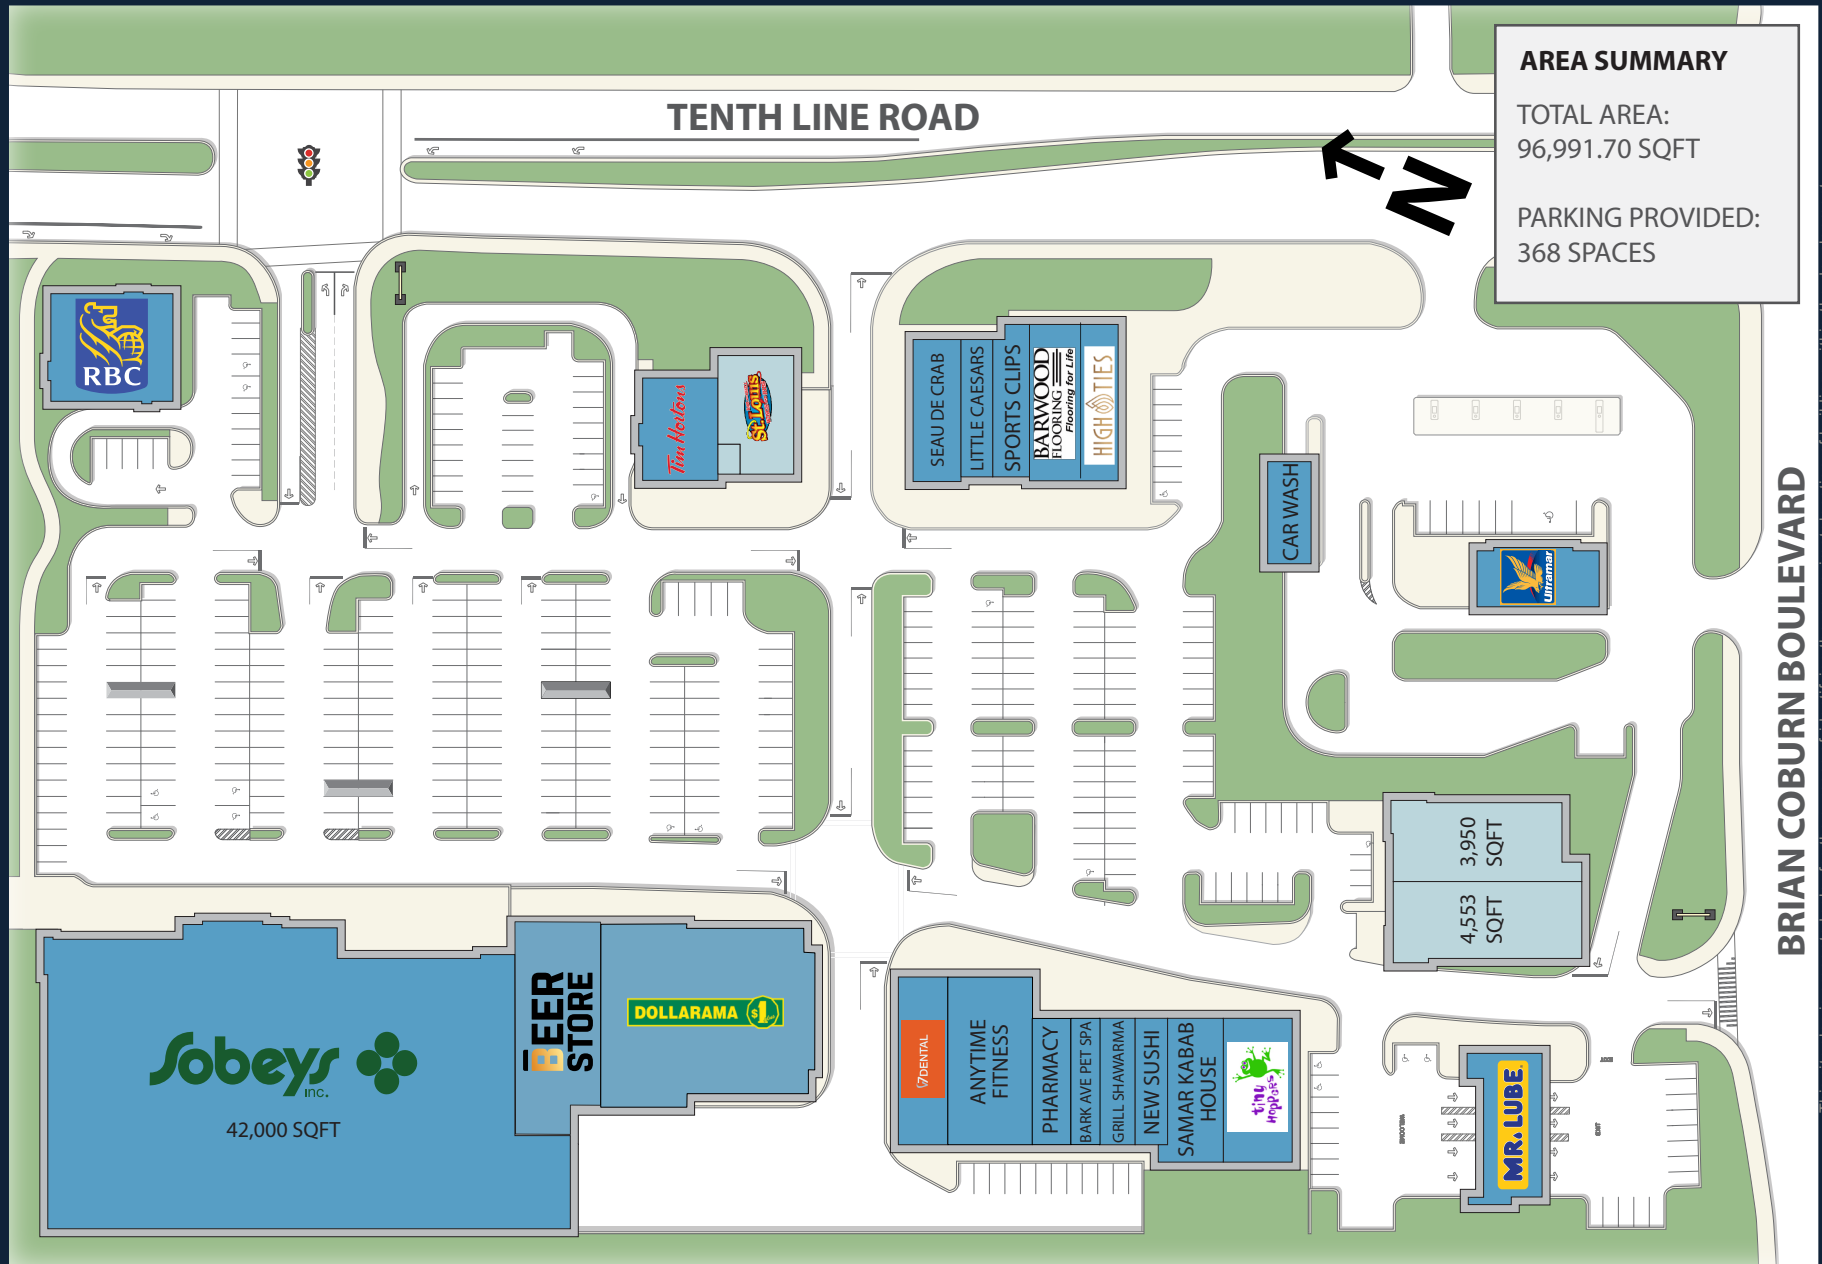 AREA SUMMARY
TOTAL AREA:
96,991.70 SQFT
PARKING PROVIDED:
368 SPACES
TENTH LINE ROAD
N
RBC
Tim Hortons
St. Louis
SEAU DE CRAB
LITTLE CAESARS
SPORTS CLIPS
BARWOOD
FLOORING
Flooring for Life
HIGH TIES
CAR WASH
Ultramar
BRIAN COBURN BOULEVARD
3,950
SQFT
4,553
SQFT
Sobeys
inc.
42,000 SQFT
BEER
STORE
DOLLARAMA $1
DENTAL
ANYTIME
FITNESS
PHARMACY
BARK AVE PET SPA
GRILL SHAWARMA
NEW SUSHI
SAMAR KABAB
HOUSE
tiny
hoppers
MR. LUBE